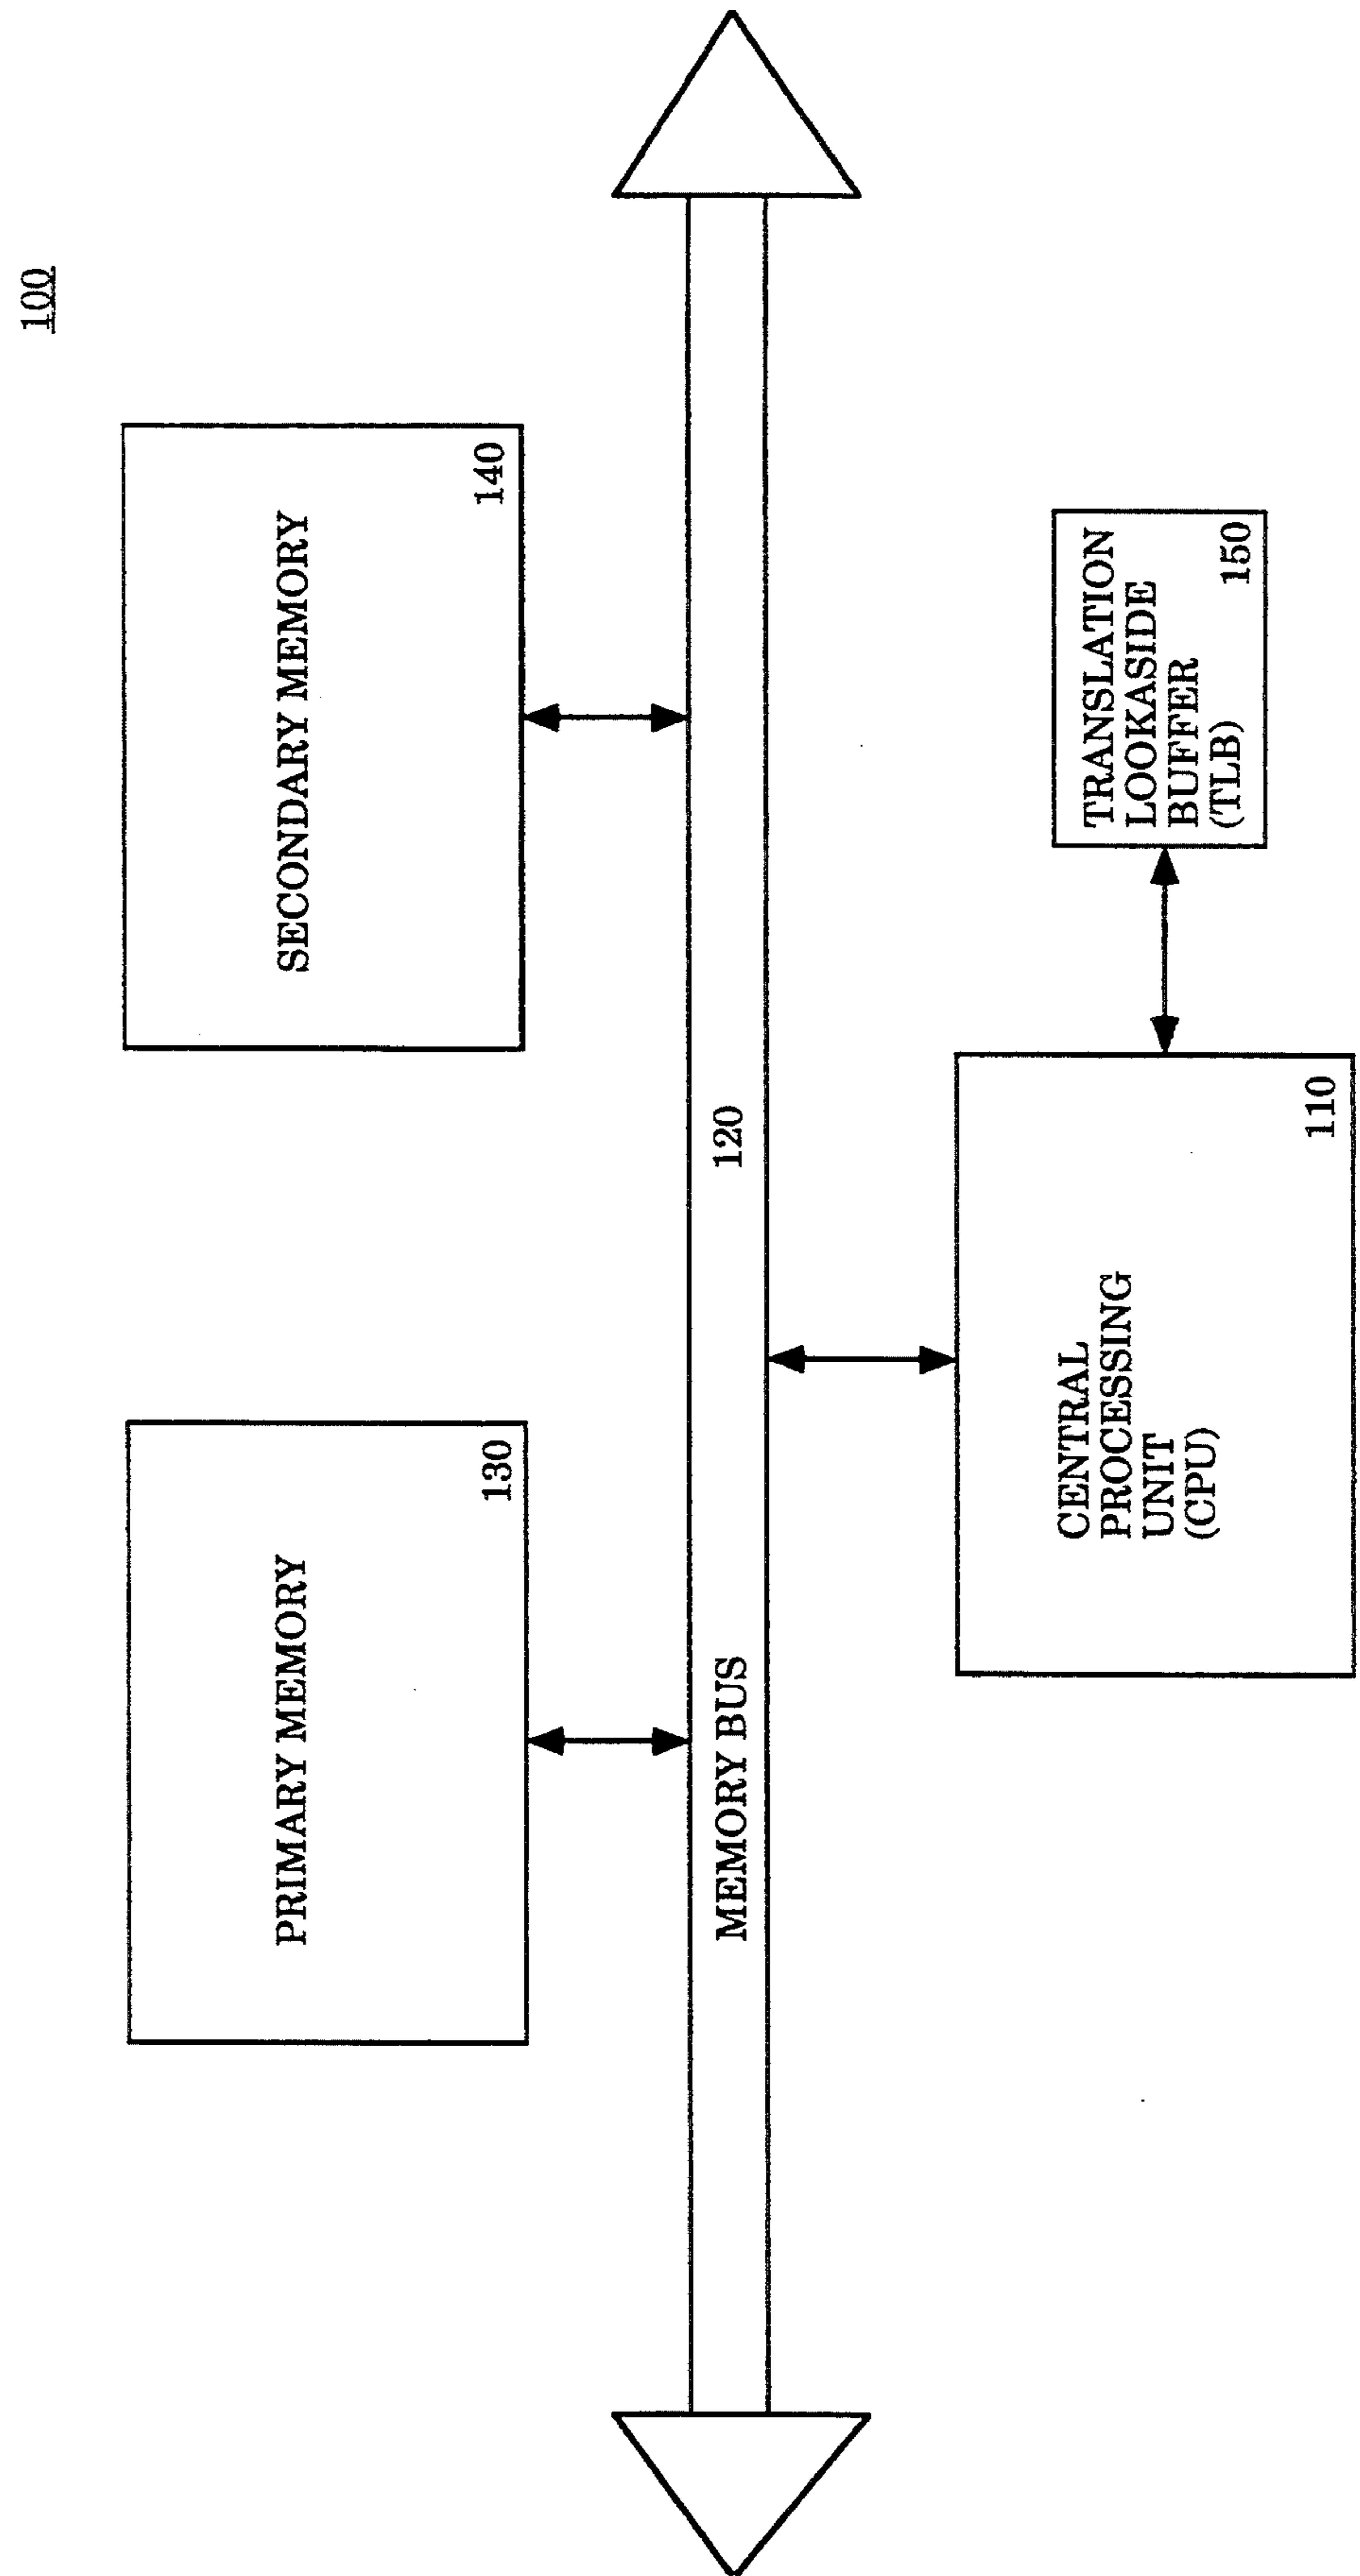 100
PRIMARY MEMORY
130
SECONDARY MEMORY
140
MEMORY BUS
120
CENTRAL
PROCESSING
UNIT
(CPU)
110
TRANSLATION
LOOKASIDE
BUFFER
(TLB)
150